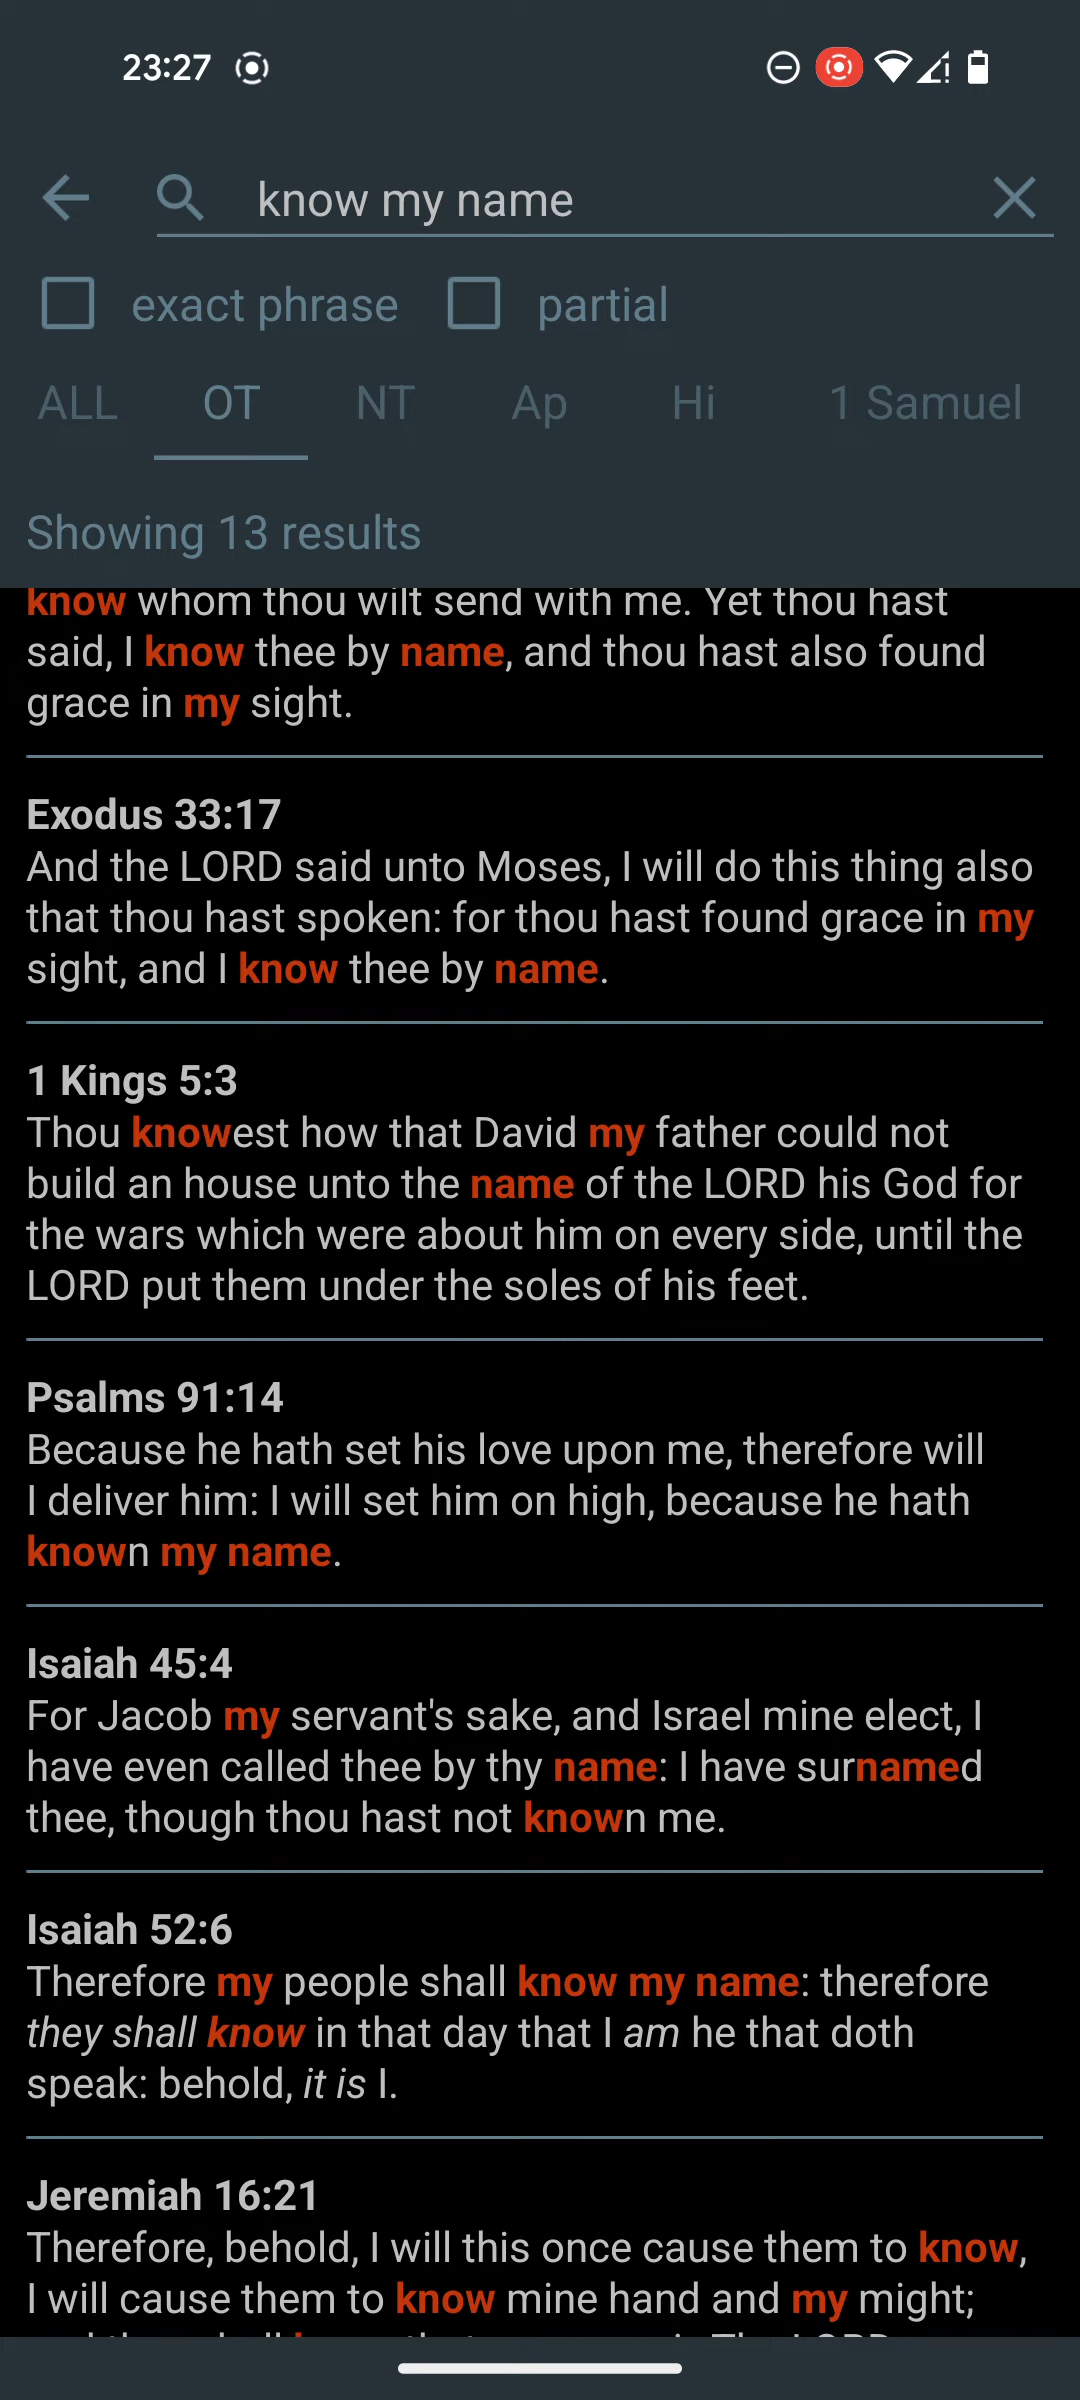 23:27
know my name
exact phrase partial
ALL OT NT Ap Hi 1 Samuel
Showing 13 results
know whom thou wilt send with me. Yet thou hast
said, I know thee by name, and thou hast also found
grace in my sight.
Exodus 33:17
And the LORD said unto Moses, I will do this thing also
that thou hast spoken: for thou hast found grace in my
sight, and I know thee by name.
1 Kings 5:3
Thou knowest how that David my father could not
build an house unto the name of the LORD his God for
the wars which were about him on every side, until the
LORD put them under the soles of his feet.
Psalms 91:14
Because he hath set his love upon me, therefore will
I deliver him: I will set him on high, because he hath
known my name.
Isaiah 45:4
For Jacob my servant's sake, and Israel mine elect, I
have even called thee by thy name: I have surnamed
thee, though thou hast not known me.
Isaiah 52:6
Therefore my people shall know my name: therefore
they shall know in that day that I am he that doth
speak: behold, it is I.
Jeremiah 16:21
Therefore, behold, I will this once cause them to know,
I will cause them to know mine hand and my might;